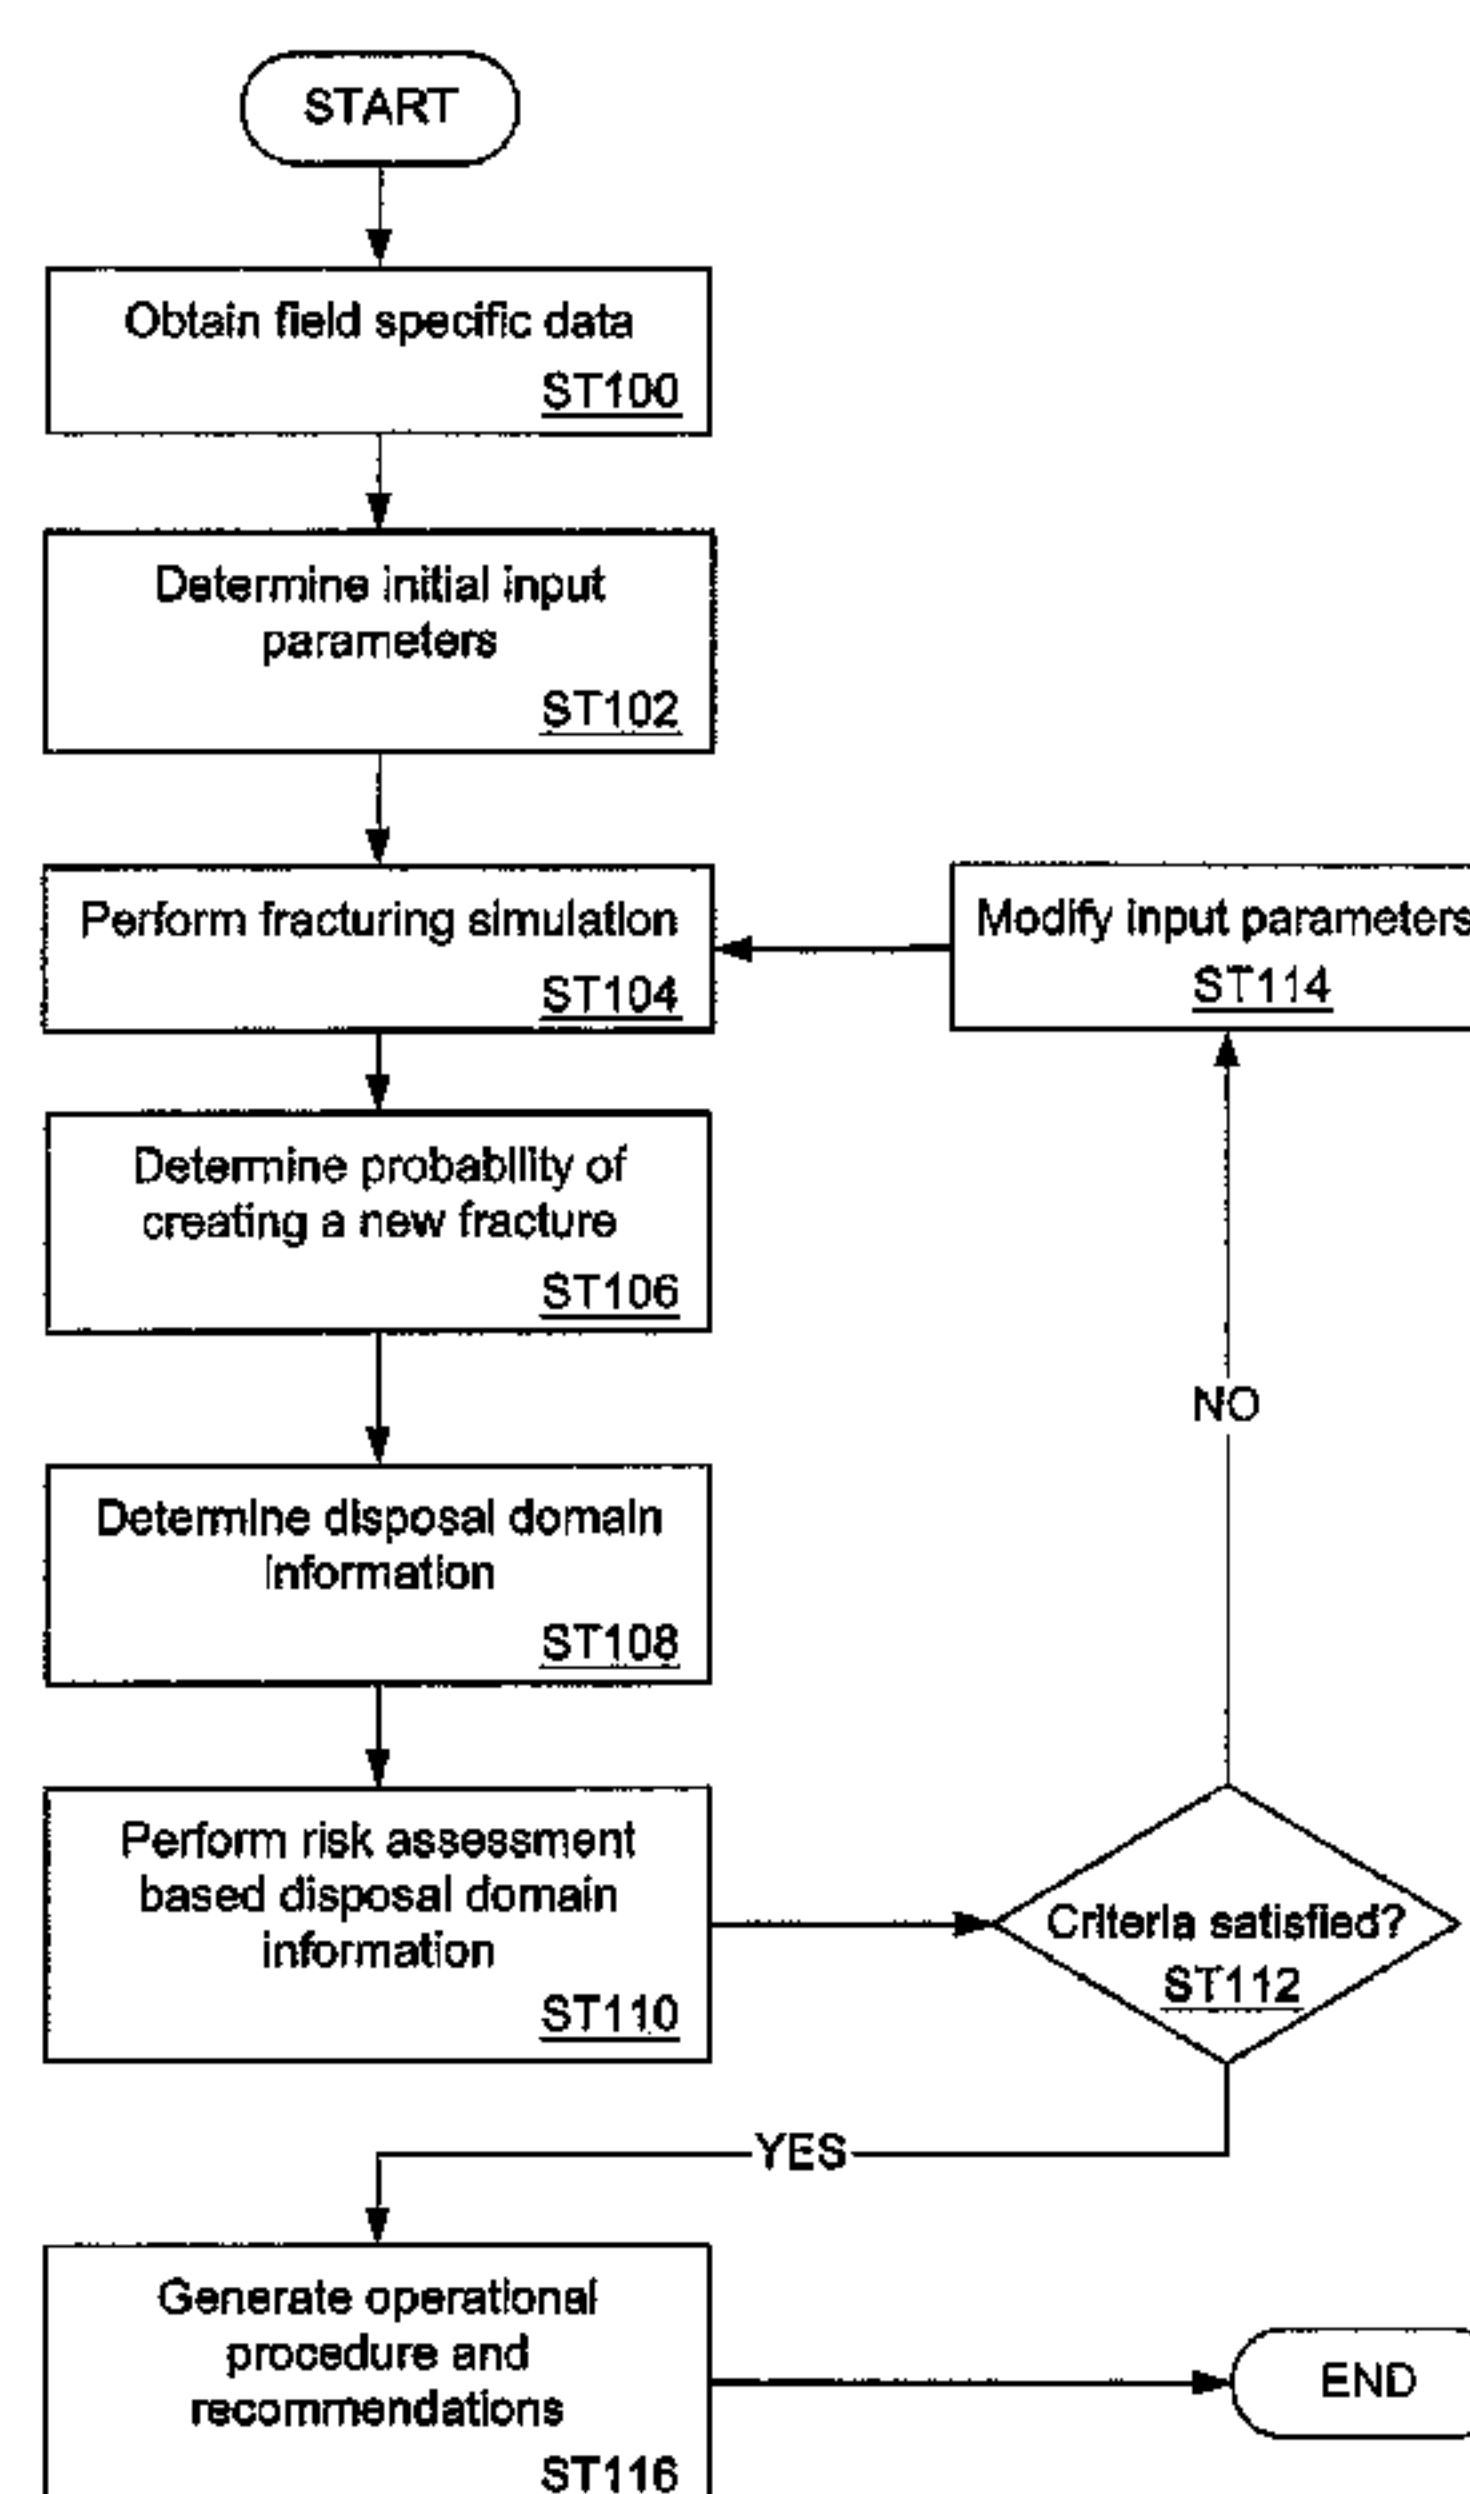 START
Obtain field specific data
ST100
Determine initial input
parameters
ST102
Perform fracturing simulation
ST104
Modify input parameters
ST114
Determine probability of
creating a new fracture
ST106
NO
Determine disposal domain
information
ST108
Perform risk assessment
based disposal domain
information
ST110
Criteria satisfied?
ST112
YES
Generate operational
procedure and
recommendations
ST116
END